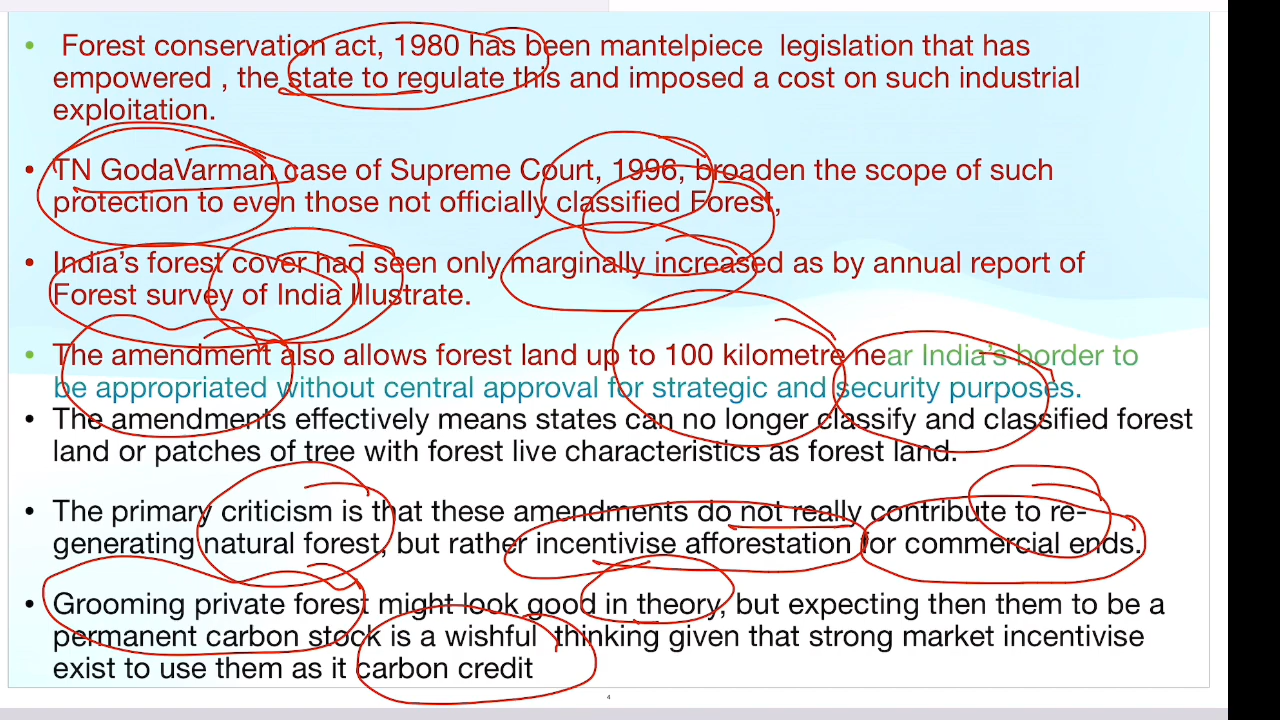 • Forest conservation act, 1980 has been mantelpiece legislation that has
empowered , the state to regulate this and imposed a cost on such industrial
exploitation.
• TN GodaVarman case of Supreme Court, 1996, broaden the scope of such
protection to even those not officially classified Forest,
• India's forest cover had seen only marginally increased as by annual report of
Forest survey of India Illustrate.
• The amendment also allows forest land up to 100 kilometre near India's border to
be appropriated without central approval for strategic and security purposes.
• The amendments effectively means states can no longer classify and classified forest
land or patches of tree with forest live characteristics as forest land.
• The primary criticism is that these amendments do not really contribute to re-
generating natural forest, but rather incentivise afforestation for commercial ends.
• Grooming private forest might look good in theory, but expecting then them to be a
permanent carbon stock is a wishful thinking given that strong market incentivise
exist to use them as it carbon credit
4